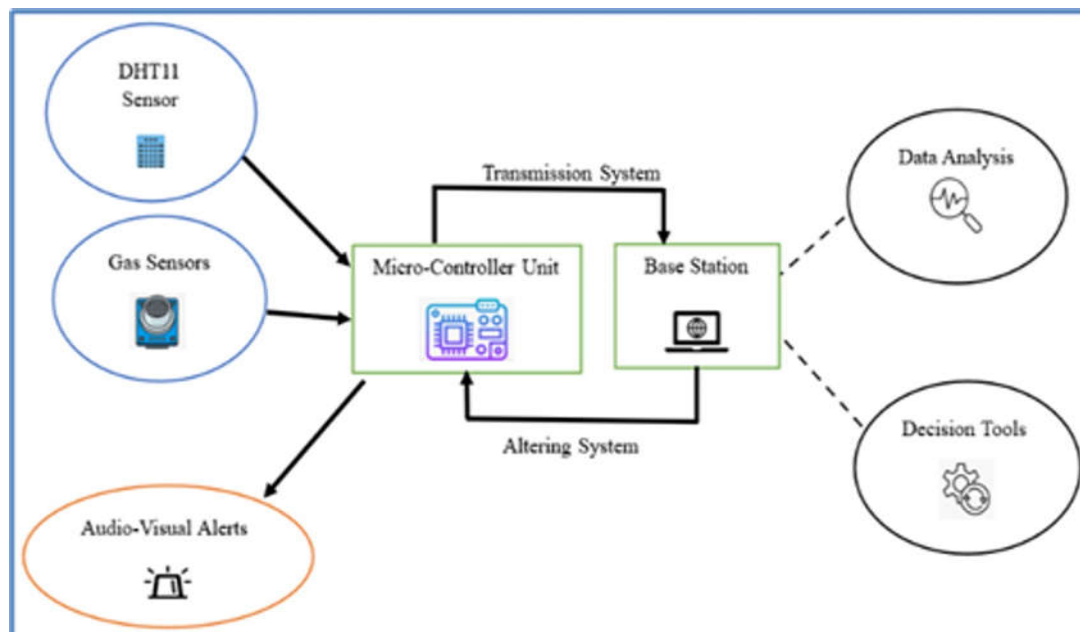 DHT11
Sensor
Gas Sensors
Transmission System
Micro-Controller Unit
Base Station
Data Analysis
Altering System
Decision Tools
Audio-Visual Alerts